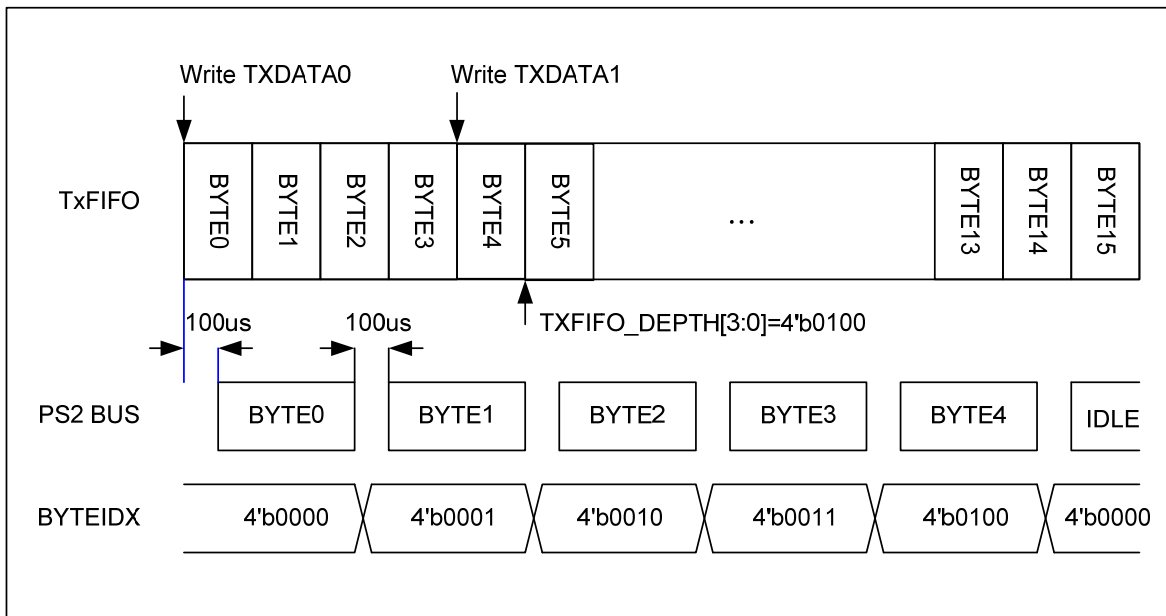 Write TXDATA0 Write TXDATA1
TxFIFO BYTE0 BYTE1 BYTE2 BYTE3 BYTE4 BYTE5 ... BYTE13 BYTE14 BYTE15
100us 100us TXFIFO_DEPTH[3:0]=4'b0100
PS2 BUS BYTE0 BYTE1 BYTE2 BYTE3 BYTE4 IDLE
BYTEIDX 4'b0000 4'b0001 4'b0010 4'b0011 4'b0100 4'b0000